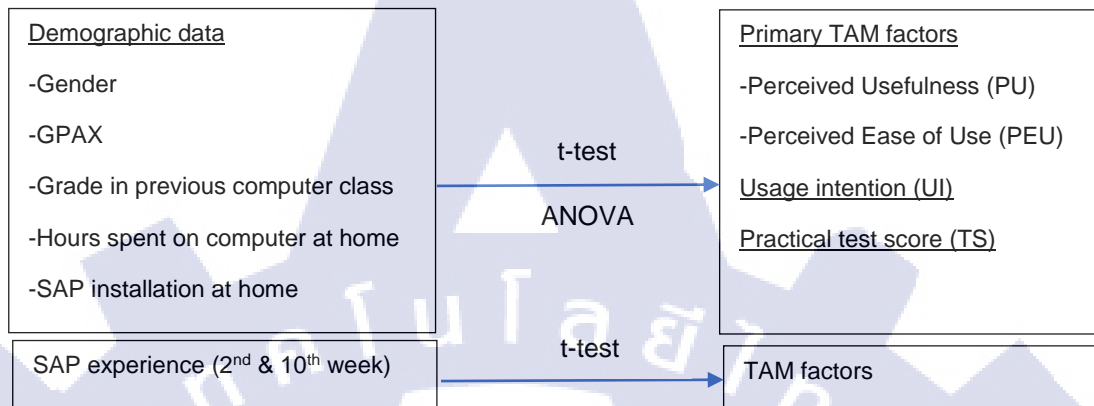 Demographic data
-Gender
-GPAX
-Grade in previous computer class
-Hours spent on computer at home
-SAP installation at home
t-test
ANOVA
Primary TAM factors
-Perceived Usefulness (PU)
-Perceived Ease of Use (PEU)
Usage intention (UI)
Practical test score (TS)
SAP experience (2nd & 10th week)
t-test
TAM factors